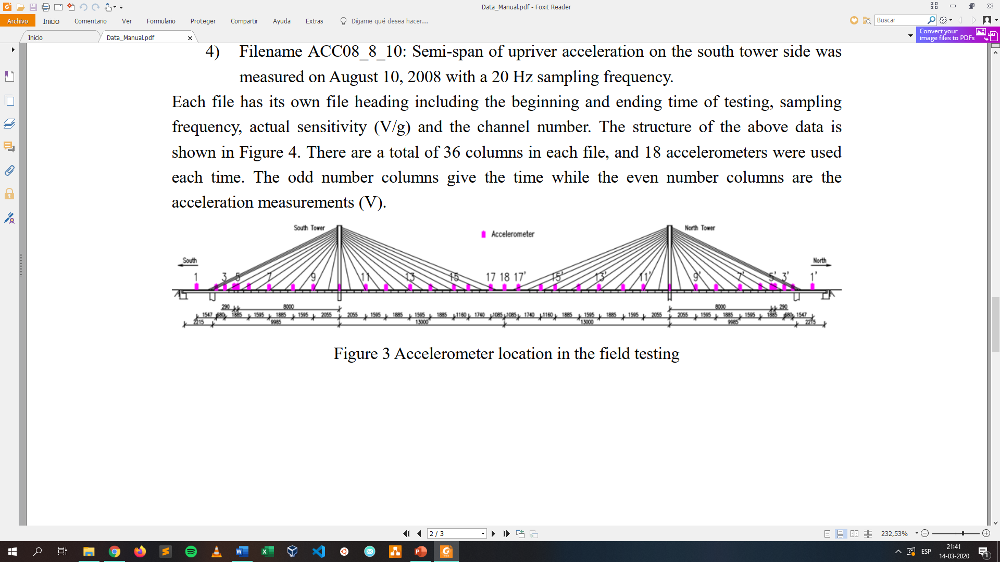 Data_Manual.pdf - Foxit Reader
Archivo Inicio Comentario Ver Formulario Proteger Compartir Ayuda Extras Dígame qué desea hacer... Buscar
Inicio Data_Manual.pdf
Convert your
image files to PDFs
4) Filename ACC08_8_10: Semi-span of upriver acceleration on the south tower side was
measured on August 10, 2008 with a 20 Hz sampling frequency.
Each file has its own file heading including the beginning and ending time of testing, sampling
frequency, actual sensitivity (V/g) and the channel number. The structure of the above data is
shown in Figure 4. There are a total of 36 columns in each file, and 18 accelerometers were used
each time. The odd number columns give the time while the even number columns are the
acceleration measurements (V).
South Tower Accelerometer North Tower
South North
1 3 5 7 9 11 13 15 17 18 17' 15' 13' 11' 9' 7' 5' 3' 1'
290 8000 8000 290
1547 680 1885 1595 1885 1595 2055 2055 1595 1885 1595 1885 1160 1740 1085 1085 1740 1160 1885 1595 1885 1595 2055 2055 1595 1885 1595 1885 680 1547
2215 9985 13000 13000 9985 2215
Figure 3 Accelerometer location in the field testing
2 / 3
232,53%
ESP
21:41
14-03-2020
1